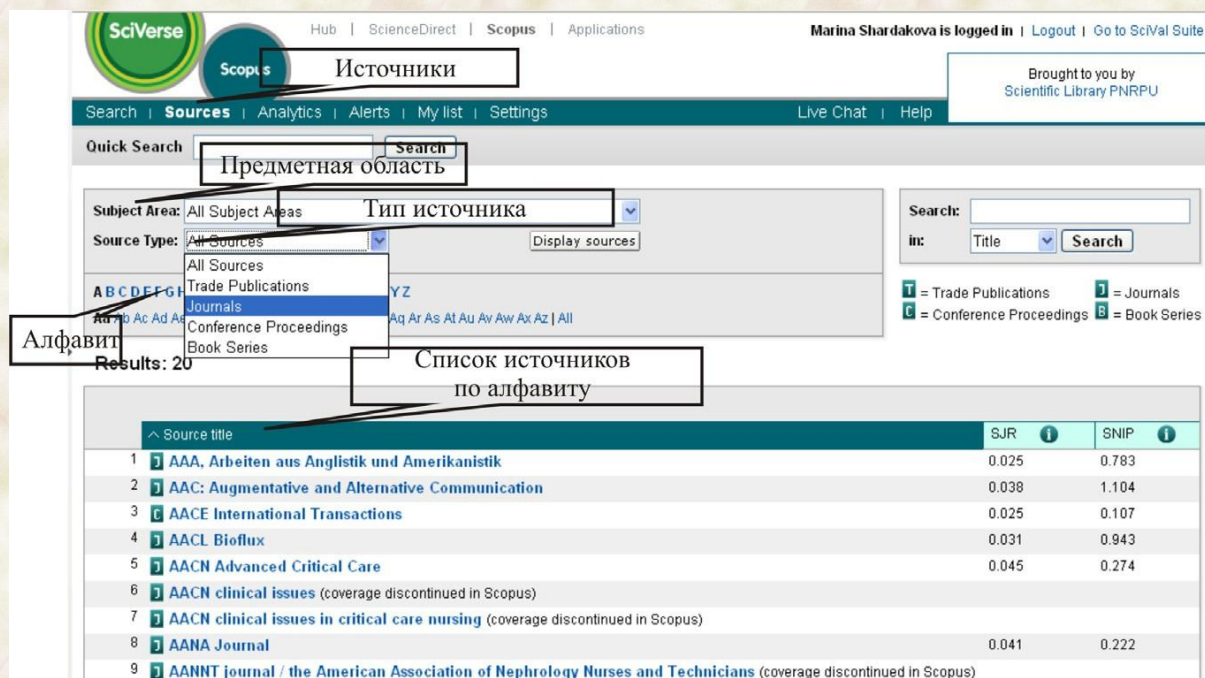 SciVerse
Hub | ScienceDirect | Scopus | Applications
Marina Shardakova is logged in | Logout | Go to SciVal Suite
Scopus
Источники
Brought to you by
Scientific Library PNRPU
Search | Sources | Analytics | Alerts | My list | Settings
Live Chat | Help
Quick Search
Search
Предметная область
Subject Area: All Subject Areas
Тип источника
Search:
Source Type: All Sources
Display sources
in: Title Search
All Sources
Trade Publications
Journals
Conference Proceedings
Book Series
A B C D E F G H
Y Z
Aa Ab Ac Ad Ae
Aq Ar As At Au Av Aw Ax Az | All
T = Trade Publications
J = Journals
C = Conference Proceedings
B = Book Series
Алфавит
Results: 20
Список источников
по алфавиту
Source title SJR i SNIP i
1 J AAA, Arbeiten aus Anglistik und Amerikanistik 0.025 0.783
2 J AAC: Augmentative and Alternative Communication 0.038 1.104
3 C AACE International Transactions 0.025 0.107
4 J AACL Bioflux 0.031 0.943
5 J AACN Advanced Critical Care 0.045 0.274
6 J AACN clinical issues (coverage discontinued in Scopus)
7 J AACN clinical issues in critical care nursing (coverage discontinued in Scopus)
8 J AANA Journal 0.041 0.222
9 J AANNT journal / the American Association of Nephrology Nurses and Technicians (coverage discontinued in Scopus)